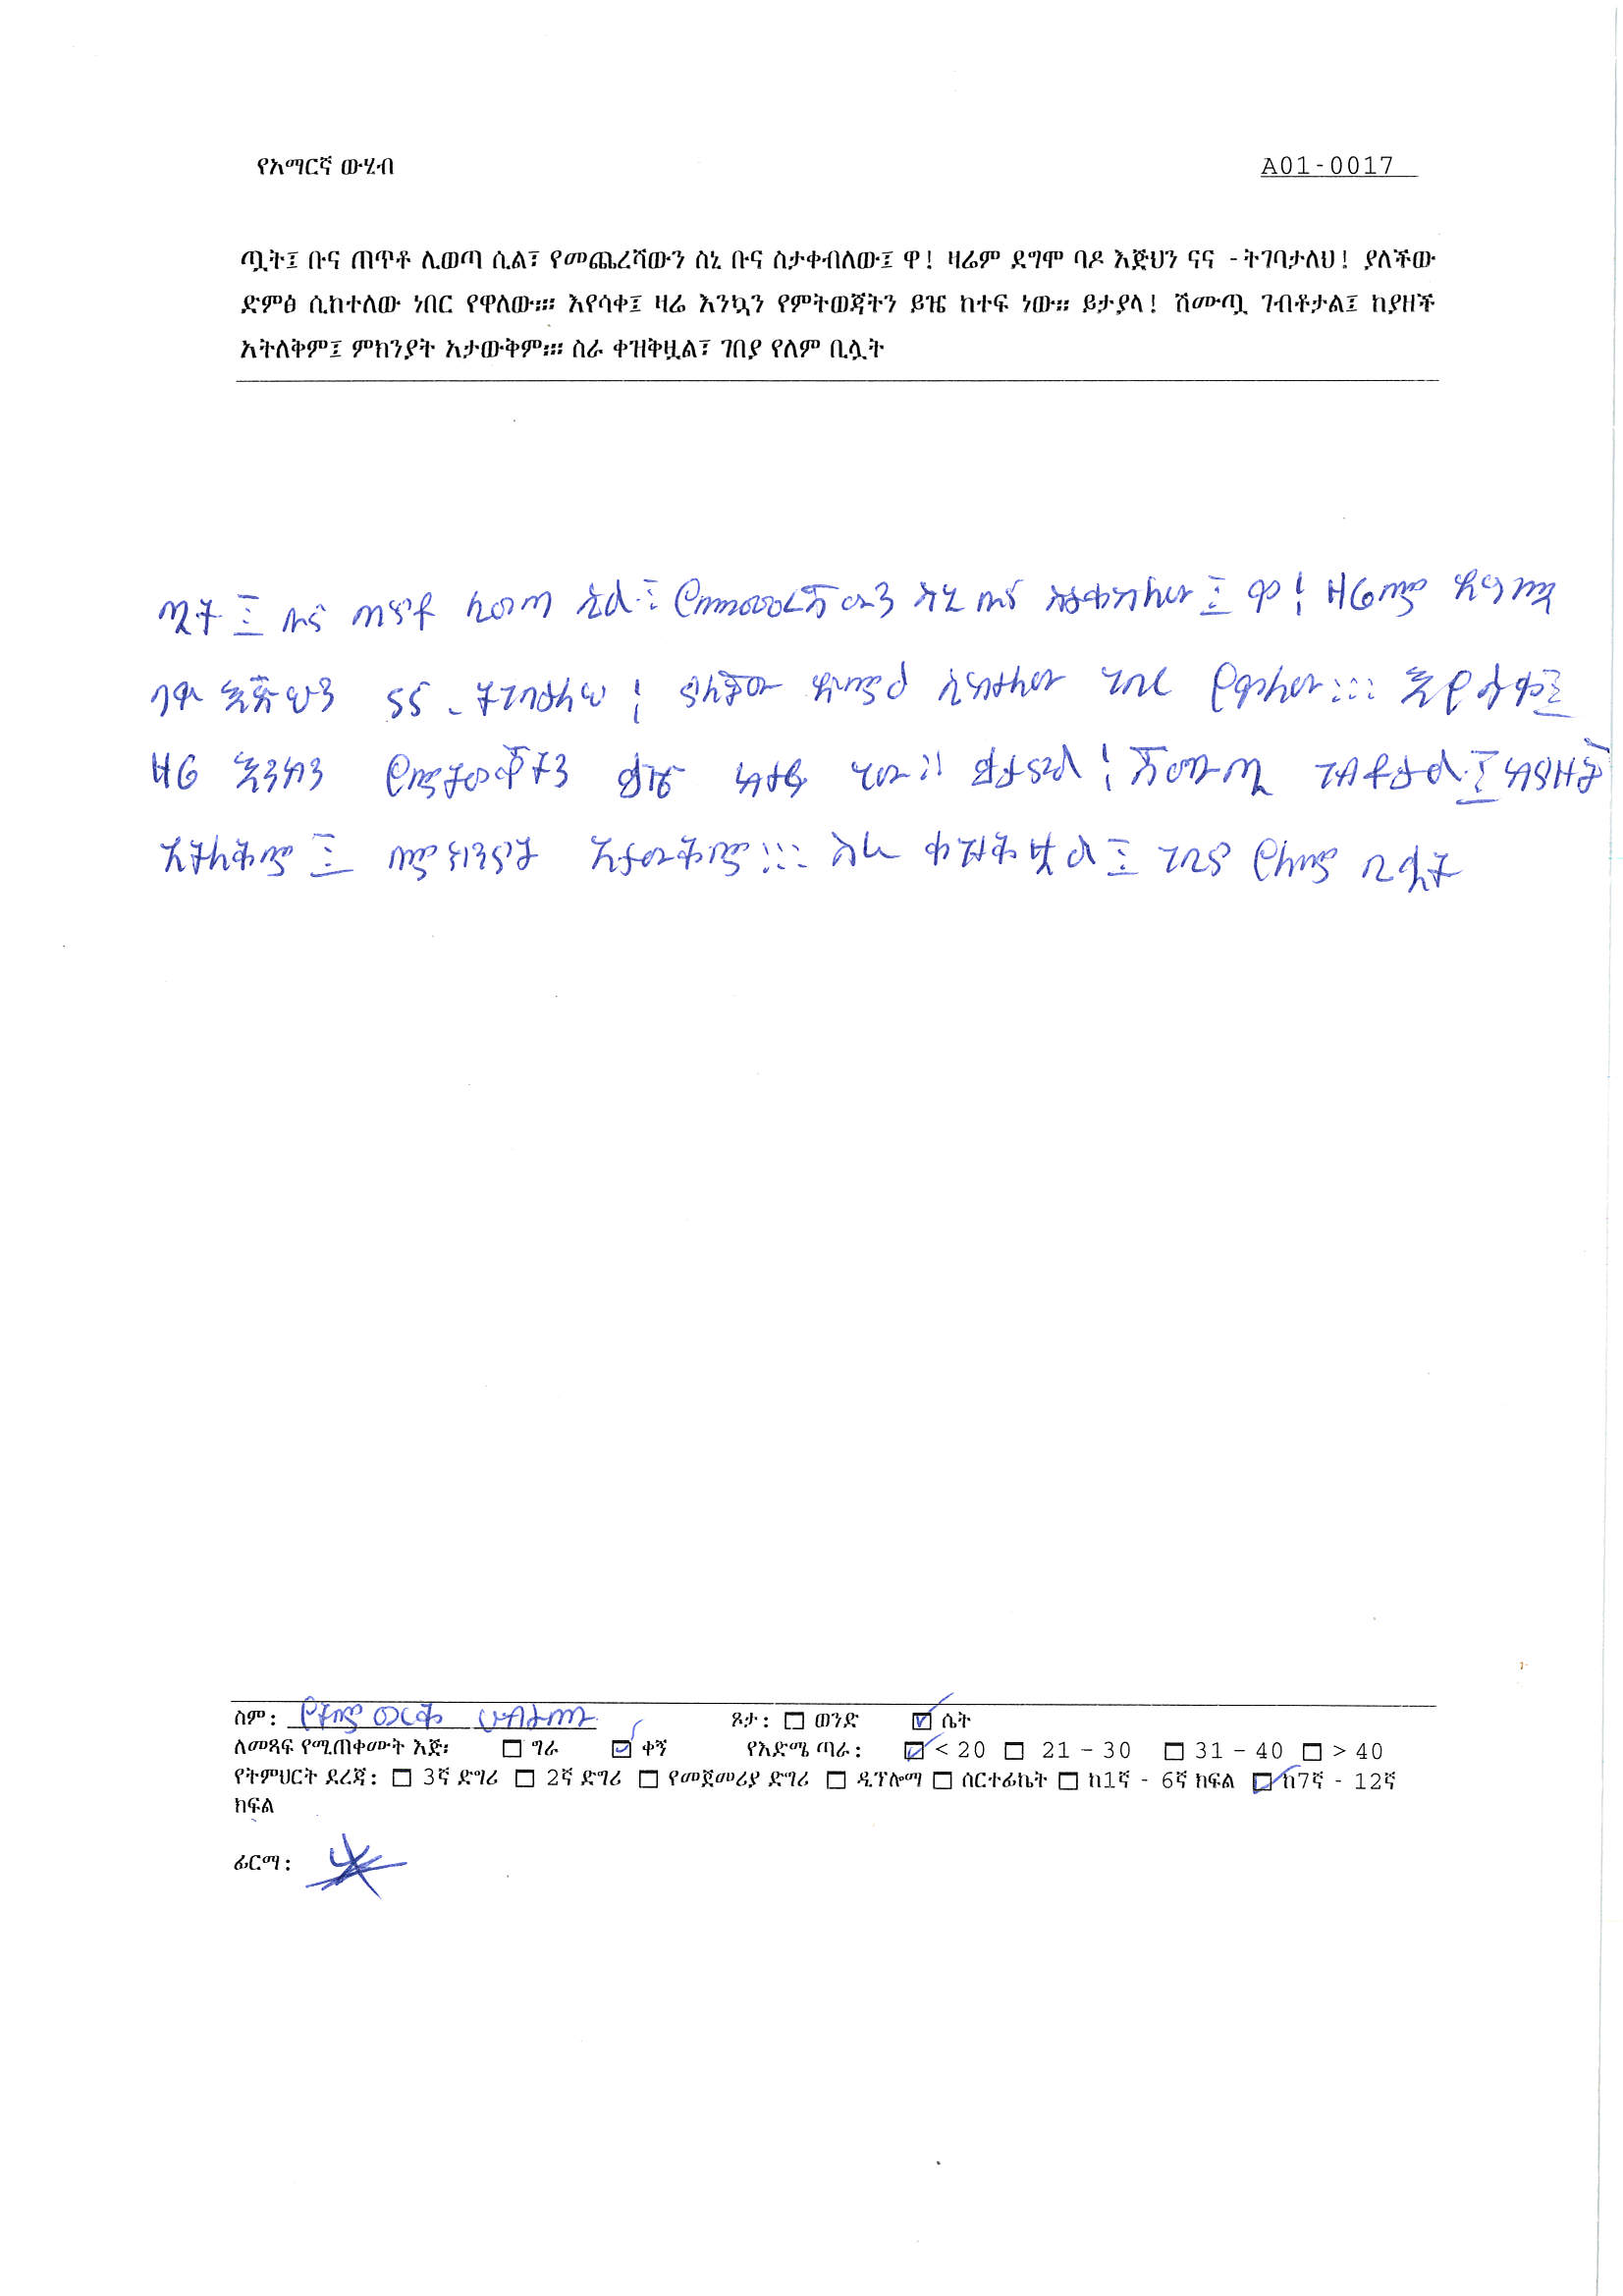 የአማርኛ ውሂብ A01-0017
ጧት፤ ቡና ጠጥቶ ሊወጣ ሲል፣ የመጨረሻውን ስኒ ቡና ስታቀብለው፤ ዋ! ዛሬም ደግሞ ባዶ እጅህን ናና - ትገባታለህ! ያለችው
ድምፅ ሲከተለው ነበር የዋለው።፡ እየሳቀ፤ ዛሬ እንኳን የምትወጃትን ይዤ ከተፍ ነው። ይታያላ! ሽሙጧ ገብቶታል፤ ከያዘች
አትለቅም፤ ምክንያት አታውቅም።፡ ስራ ቀዝቅዟል፣ ገበያ የለም ቢሏት
ጧት፤ ቡና ጠጥቶ ሊወጣ ሲል፣ የመጨረሻውን ስኒ ቡና ስታቀብለው፤ ዋ! ዛሬም ደግሞ
ባዶ እጅህን ናና - ትገባታለህ! ያለችው ድምፅ ሲከተለው ነበር የዋለው።፡ እየሳቀ፤
ዛሬ እንኳን የምትወጃትን ይዤ ከተፍ ነው። ይታያላ! ሽሙጧ ገብቶታል፤ ከያዘች
አትለቅም፤ ምክንያት አታውቅም።፡ ስራ ቀዝቅዟል፤ ገበያ የለም ቢሏት
ስም: የትምወርቅ ሀብታሙ ጾታ: ☐ ወንድ ☑ ሴት
ለመጻፍ የሚጠቀሙት እጅ፡ ☐ ግራ ☑ ቀኝ የእድሜ ጣራ: ☑ < 20 ☐ 21 - 30 ☐ 31 - 40 ☐ > 40
የትምህርት ደረጃ: ☐ 3ኛ ድግሪ ☐ 2ኛ ድግሪ ☐ የመጀመሪያ ድግሪ ☐ ዲፕሎማ ☐ ሰርተፊኬት ☐ ከ1ኛ - 6ኛ ክፍል ☑ ከ7ኛ - 12ኛ
ክፍል
ፊርማ: